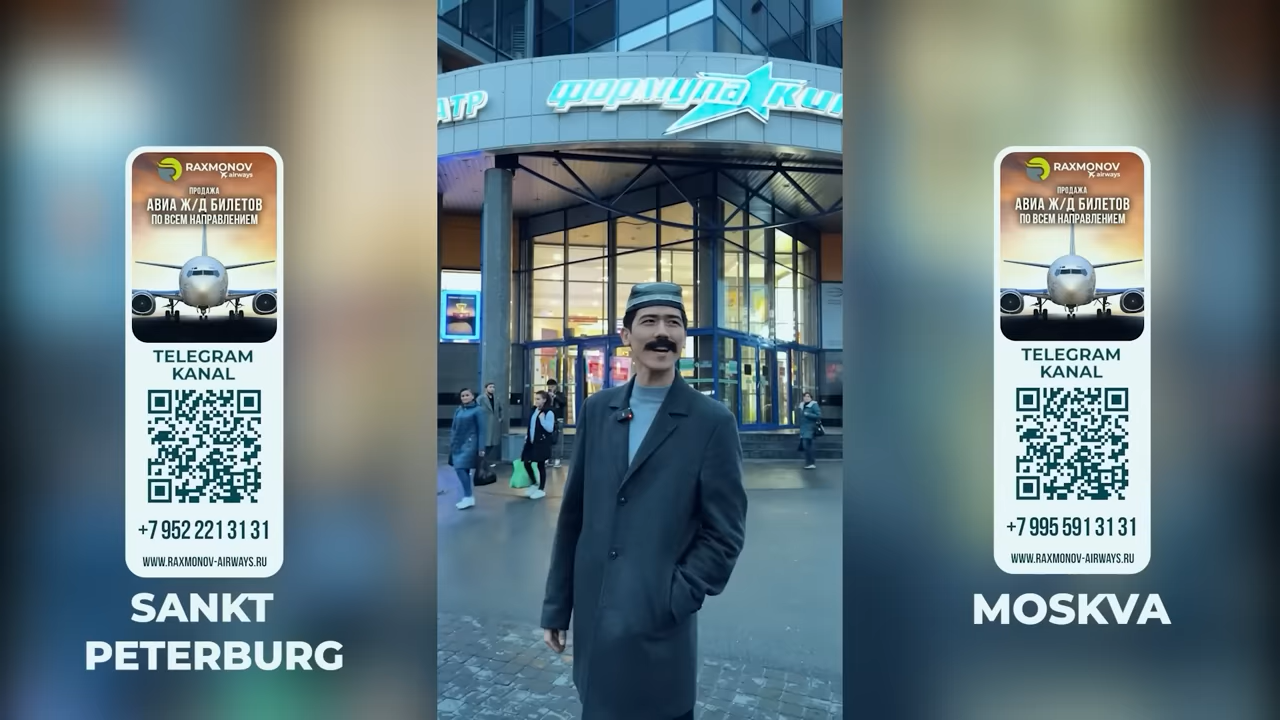 RAXMONOV
airways
ПРОДАЖА
АВИА Ж/Д БИЛЕТОВ
ПО ВСЕМ НАПРАВЛЕНИЕМ
TELEGRAM
KANAL
+7 952 221 31 31
WWW.RAXMONOV-AIRWAYS.RU
SANKT
PETERBURG
АТР
формула кин
RAXMONOV
airways
ПРОДАЖА
АВИА Ж/Д БИЛЕТОВ
ПО ВСЕМ НАПРАВЛЕНИЕМ
TELEGRAM
KANAL
+7 995 591 31 31
WWW.RAXMONOV-AIRWAYS.RU
MOSKVA